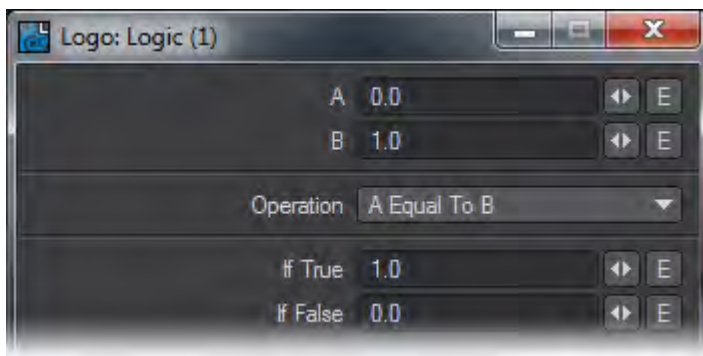 Logo: Logic (1)
A 0.0 E
B 1.0 E
Operation A Equal To B
If True 1.0 E
If False 0.0 E